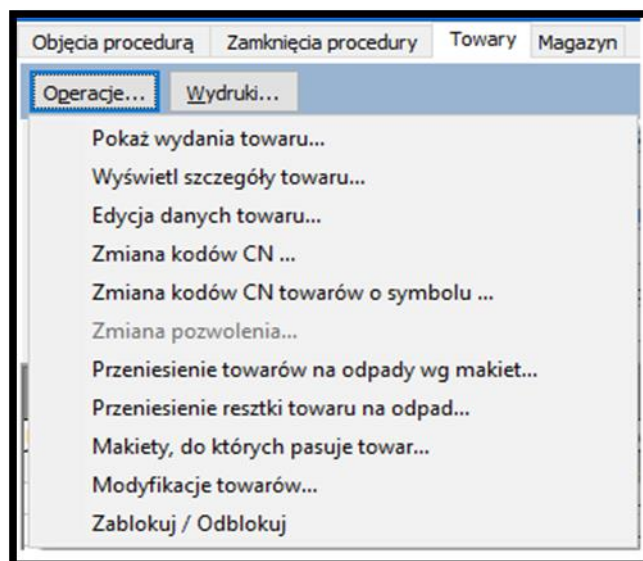 Objęcia procedurą Zamknięcia procedury Towary Magazyn
Operacje... Wydruki...
Pokaż wydania towaru...
Wyświetl szczegóły towaru...
Edycja danych towaru...
Zmiana kodów CN ...
Zmiana kodów CN towarów o symbolu ...
Zmiana pozwolenia...
Przeniesienie towarów na odpady wg makiet...
Przeniesienie resztki towaru na odpad...
Makiety, do których pasuje towar...
Modyfikacje towarów...
Zablokuj / Odblokuj